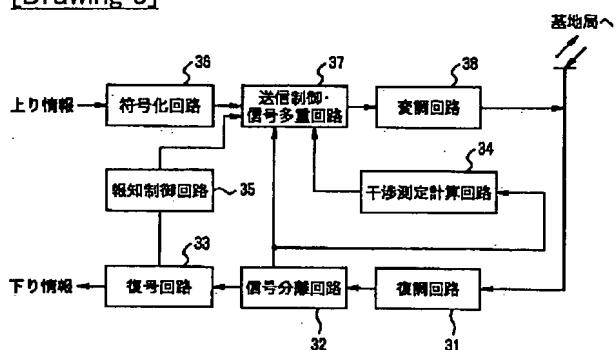 [Drawing 3]
基地局へ
36
37
38
上り情報
符号化回路
送信制御・
信号多重回路
変調回路
34
報知制御回路
35
干渉測定計算回路
33
下り情報
復号回路
信号分離回路
復調回路
32
31